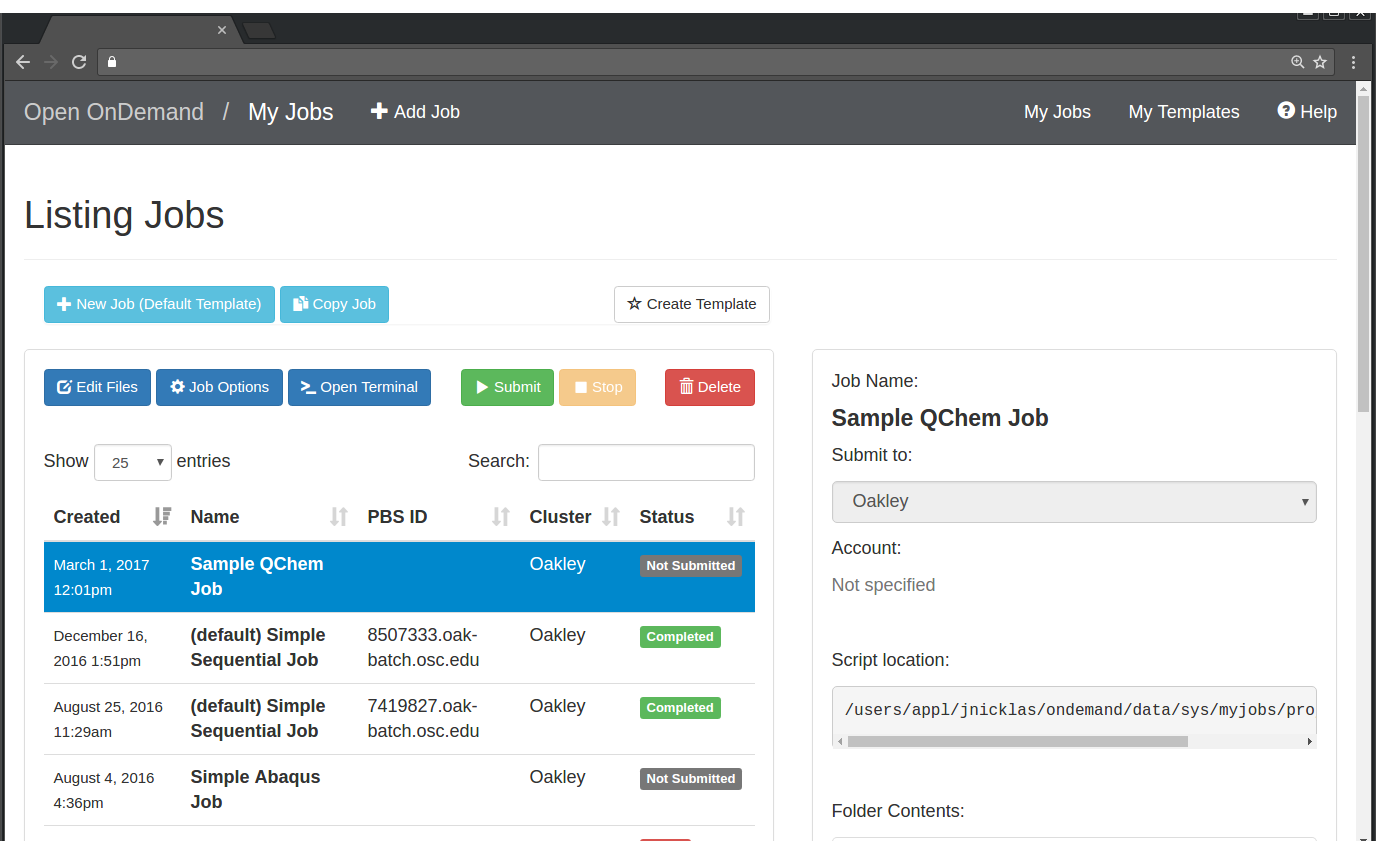 Open OnDemand / My Jobs Add Job My Jobs My Templates Help
Listing Jobs
New Job (Default Template) Copy Job Create Template
Edit Files Job Options Open Terminal Submit Stop Delete
Show 25 entries Search:
Created Name PBS ID Cluster Status
March 1, 2017 Sample QChem Oakley Not Submitted
12:01pm Job
December 16, (default) Simple 8507333.oak- Oakley Completed
2016 1:51pm Sequential Job batch.osc.edu
August 25, 2016 (default) Simple 7419827.oak- Oakley Completed
11:29am Sequential Job batch.osc.edu
August 4, 2016 Simple Abaqus Oakley Not Submitted
4:36pm Job
Job Name:
Sample QChem Job
Submit to:
Oakley
Account:
Not specified
Script location:
/users/appl/jnicklas/ondemand/data/sys/myjobs/pro
Folder Contents: